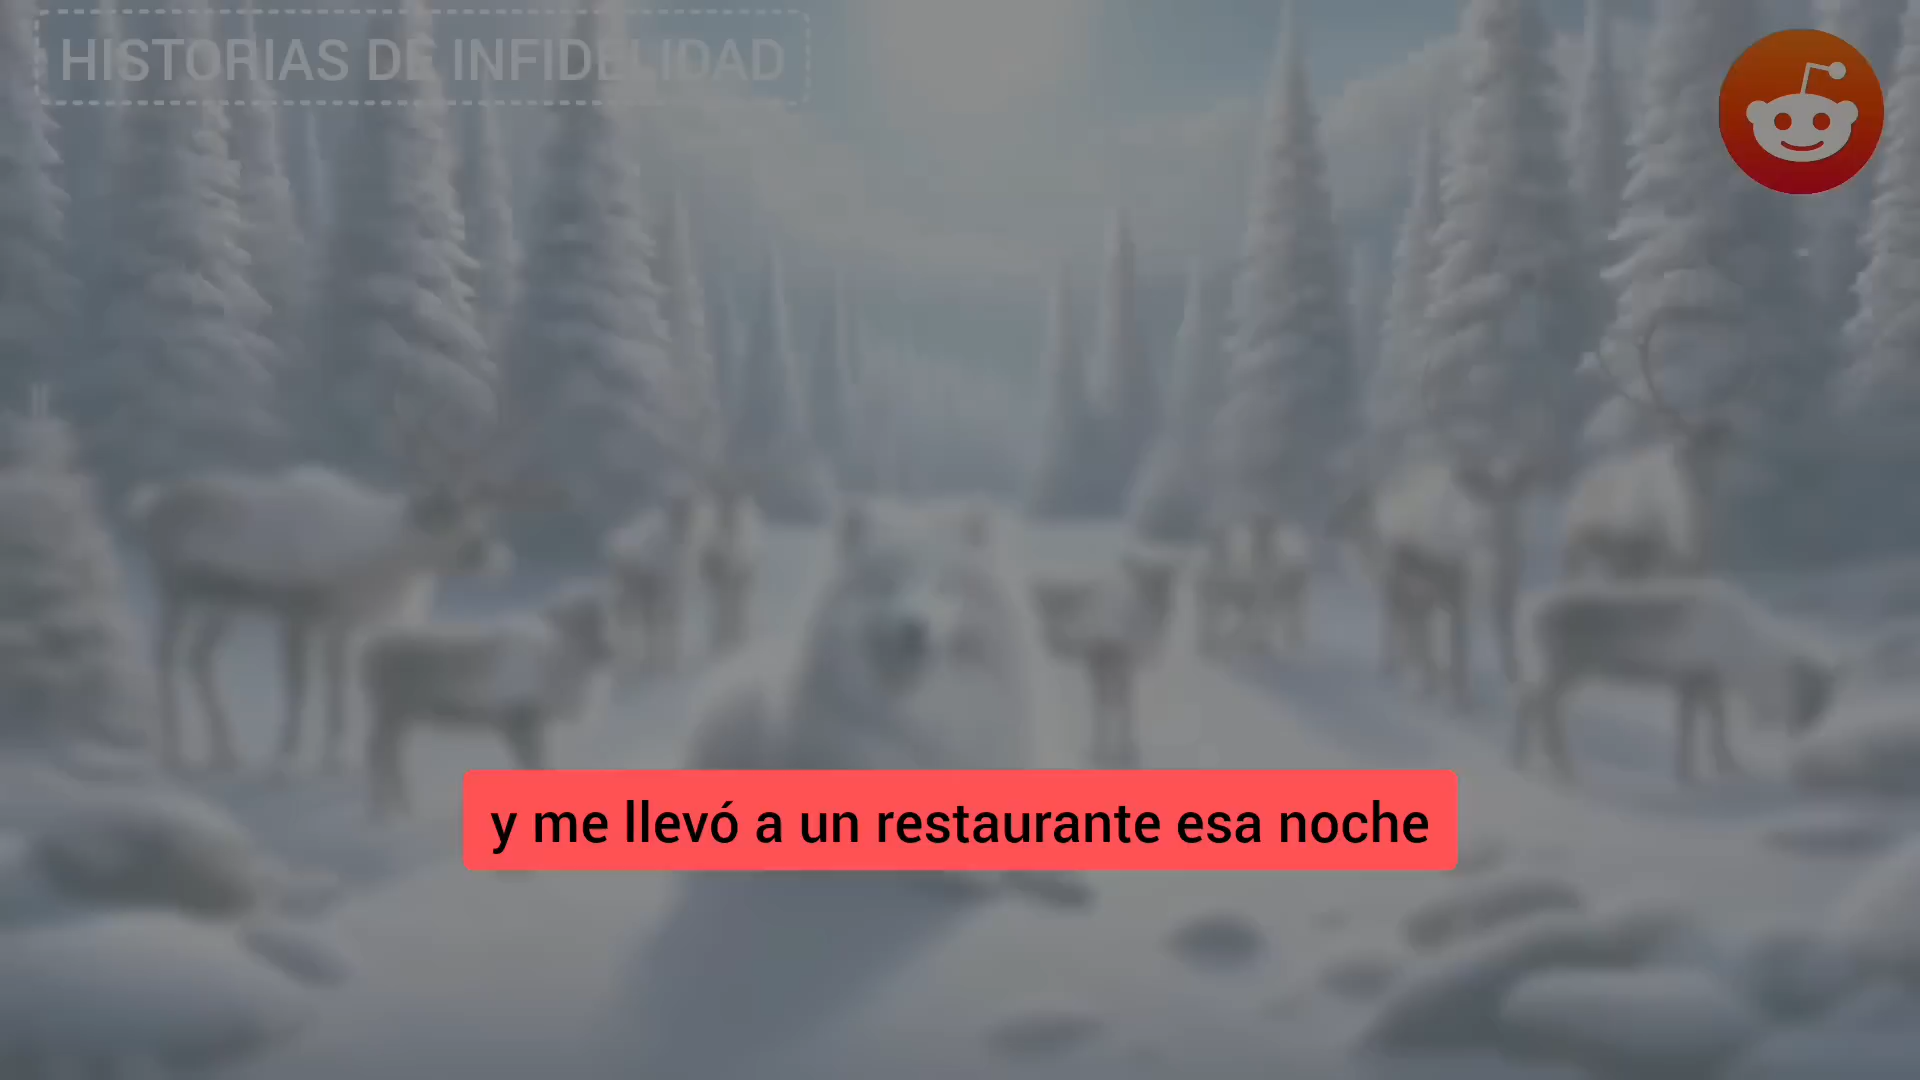 HISTORIAS DE INFIDELIDAD
y me llevó a un restaurante esa noche